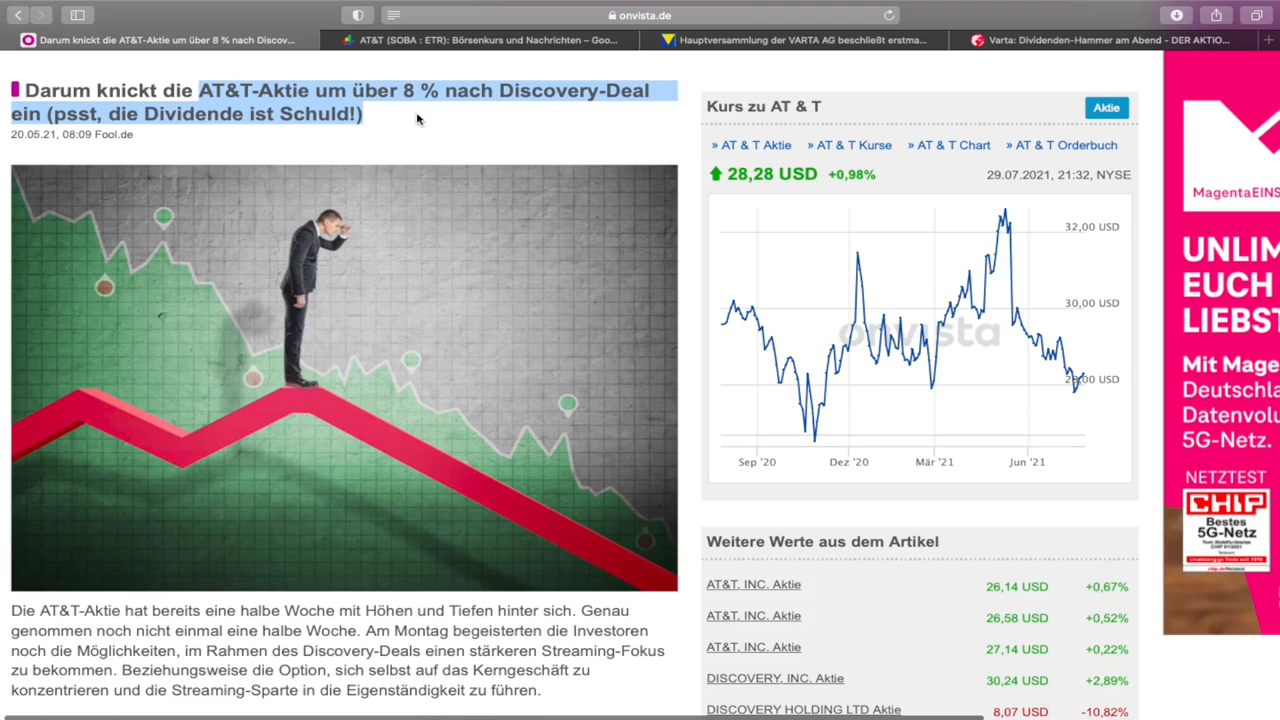 onvista.de
Darum knickt die AT&T-Aktie um über 8 % nach Discov...
AT&T (SOBA : ETR): Börsenkurs und Nachrichten – Goo...
Hauptversammlung der VARTA AG beschließt erstma...
Varta: Dividenden-Hammer am Abend - DER AKTIO...
Darum knickt die AT&T-Aktie um über 8 % nach Discovery-Deal
ein (psst, die Dividende ist Schuld!)
20.05.21, 08:09 Fool.de
Die AT&T-Aktie hat bereits eine halbe Woche mit Höhen und Tiefen hinter sich. Genau
genommen noch nicht einmal eine halbe Woche. Am Montag begeisterten die Investoren
noch die Möglichkeiten, im Rahmen des Discovery-Deals einen stärkeren Streaming-Fokus
zu bekommen. Beziehungsweise die Option, sich selbst auf das Kerngeschäft zu
konzentrieren und die Streaming-Sparte in die Eigenständigkeit zu führen.
Kurs zu AT & T
Aktie
» AT & T Aktie » AT & T Kurse » AT & T Chart » AT & T Orderbuch
28,28 USD +0,98% 29.07.2021, 21:32, NYSE
32,00 USD
30,00 USD
onvista
28,00 USD
Sep '20 Dez '20 Mär '21 Jun '21
Weitere Werte aus dem Artikel
AT&T, INC. Aktie 26,14 USD +0,67%
AT&T, INC. Aktie 26,58 USD +0,52%
AT&T, INC. Aktie 27,14 USD +0,22%
DISCOVERY, INC. Aktie 30,24 USD +2,89%
DISCOVERY HOLDING LTD Aktie 8,07 USD -10,82%
MagentaEINS
UNLIM
EUCH
LIEBST
Mit Mage
Deutschla
Datenvolu
5G-Netz.
NETZTEST
CHIP
Bestes
5G-Netz